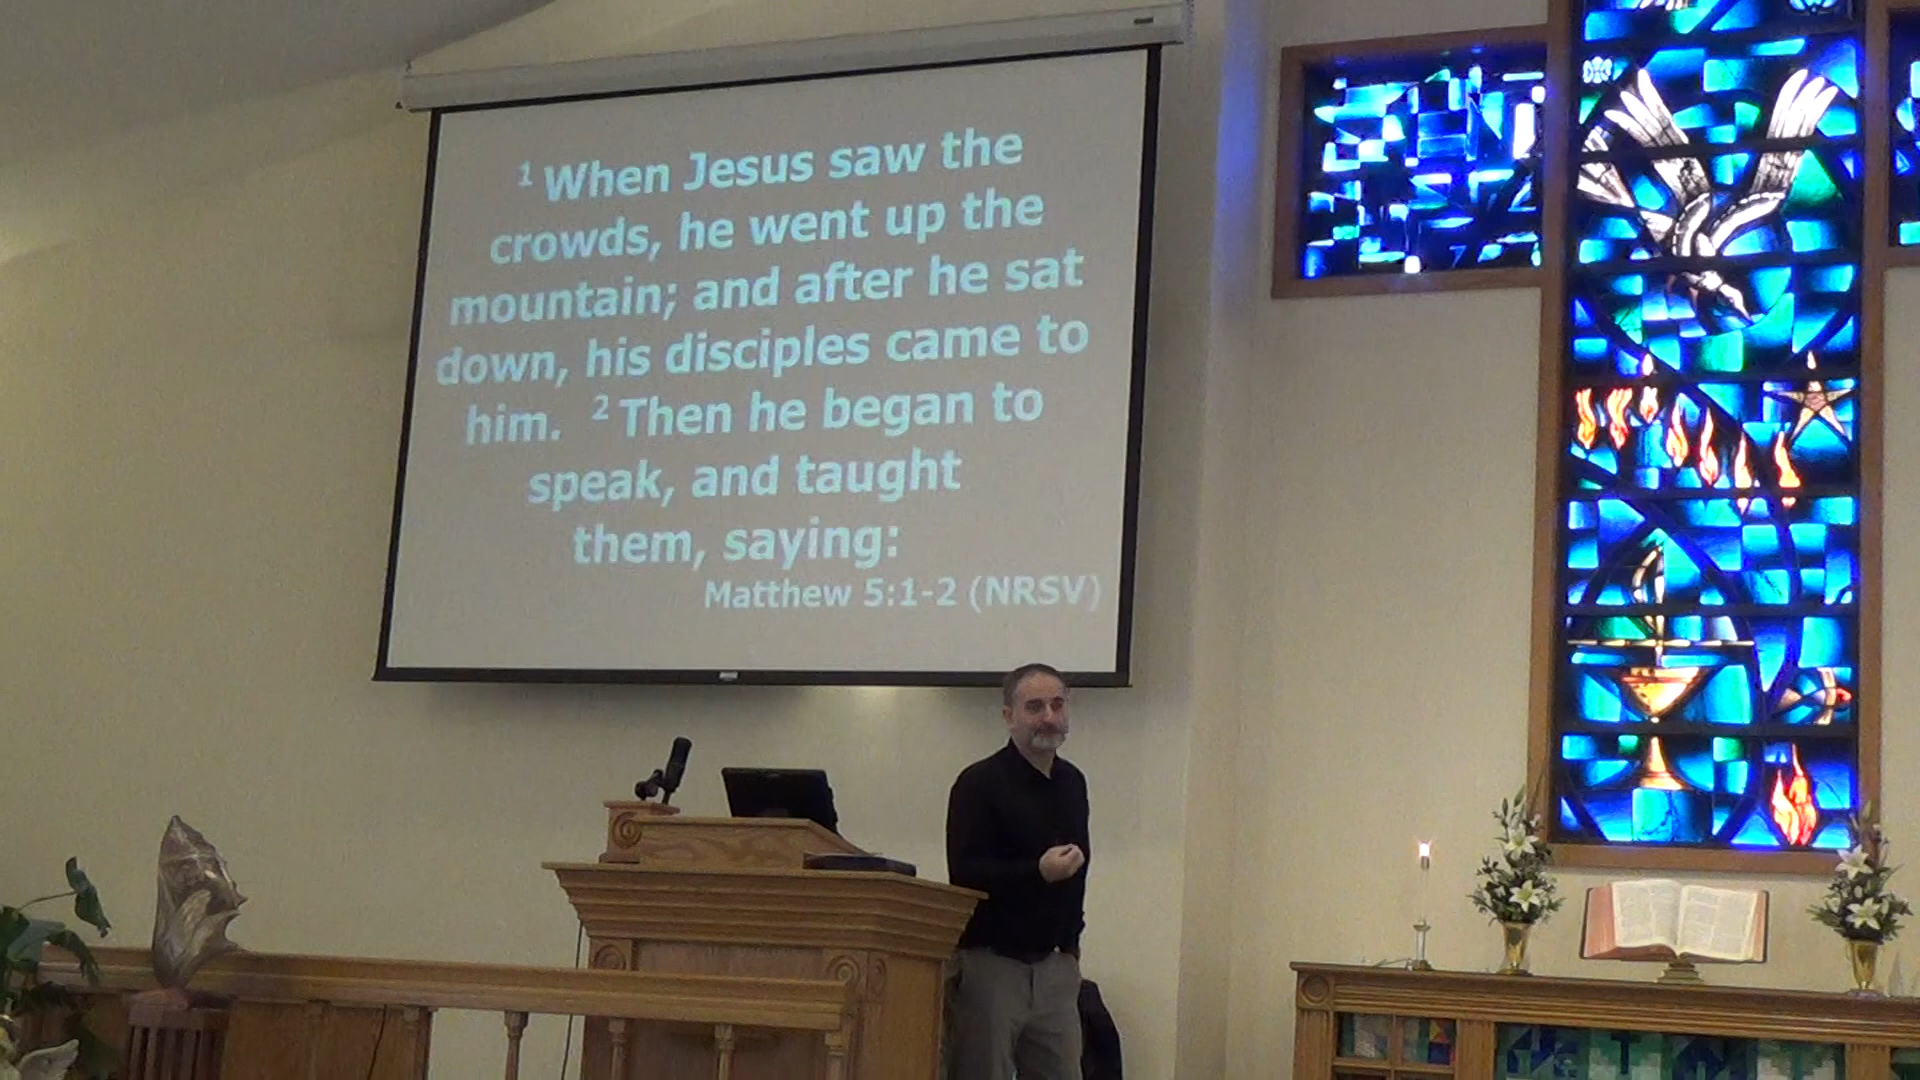 1 When Jesus saw the
crowds, he went up the
mountain; and after he sat
down, his disciples came to
him. 2 Then he began to
speak, and taught
them, saying:
Matthew 5:1-2 (NRSV)